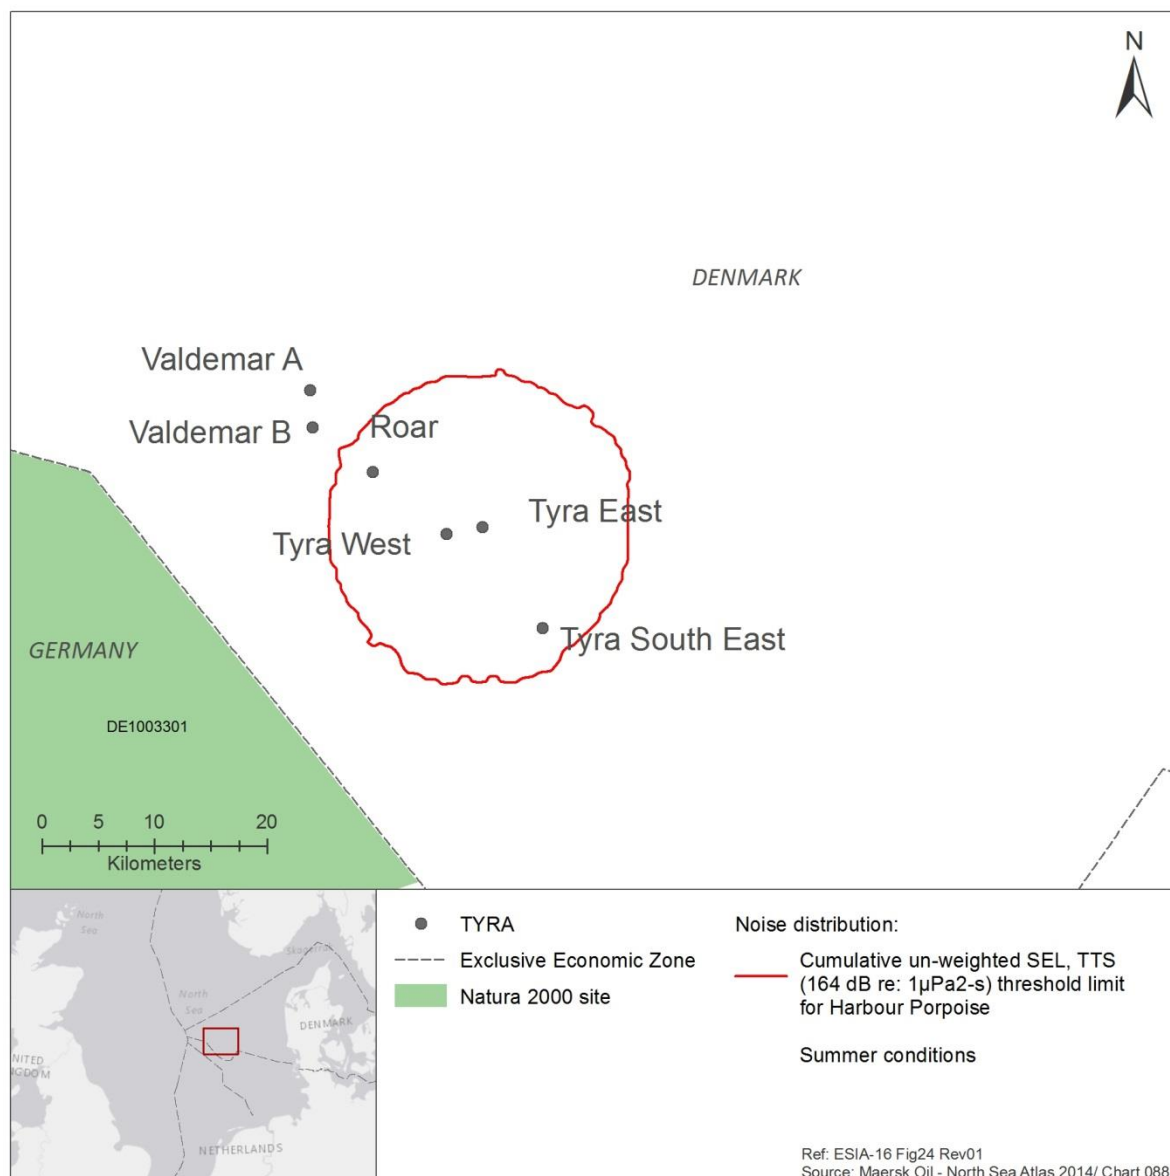 N
DENMARK
Valdemar A
Valdemar B
Roar
Tyra East
Tyra West
GERMANY
Tyra South East
DE1003301
0 5 10 20
Kilometers
North
Sea
Skagerrak
North
Sea
DENMARK
NITED
NGDOM
NETHERLANDS
TYRA
Exclusive Economic Zone
Natura 2000 site
Noise distribution:
Cumulative un-weighted SEL, TTS
(164 dB re: 1µPa2-s) threshold limit
for Harbour Porpoise
Summer conditions
Ref: ESIA-16 Fig24 Rev01
Source: Maersk Oil - North Sea Atlas 2014/ Chart 088